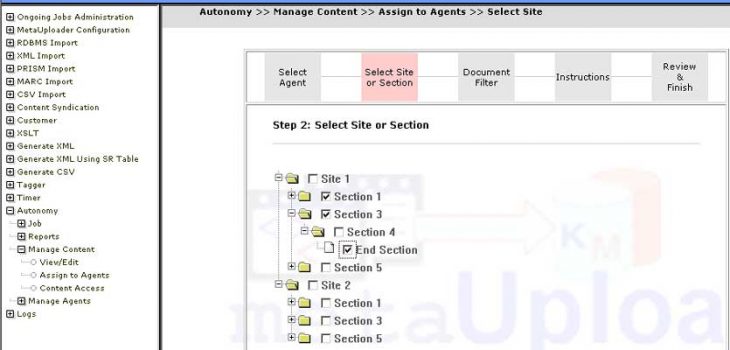 Autonomy >> Manage Content >> Assign to Agents >> Select Site
Ongoing Jobs Administration
MetaUploader Configuration
RDBMS Import
XML Import
PRISM Import
MARC Import
CSV Import
Content Syndication
Customer
XSLT
Generate XML
Generate XML Using SR Table
Generate CSV
Tagger
Timer
Autonomy
Job
Reports
Manage Content
View/Edit
Assign to Agents
Content Access
Manage Agents
Logs
Select
Agent
Select Site
or Section
Document
Filter
Instructions
Review
&
Finish
Step 2: Select Site or Section
Site 1
Section 1
Section 3
Section 4
End Section
Section 5
Site 2
Section 1
Section 3
Section 5
KM
metaUploa